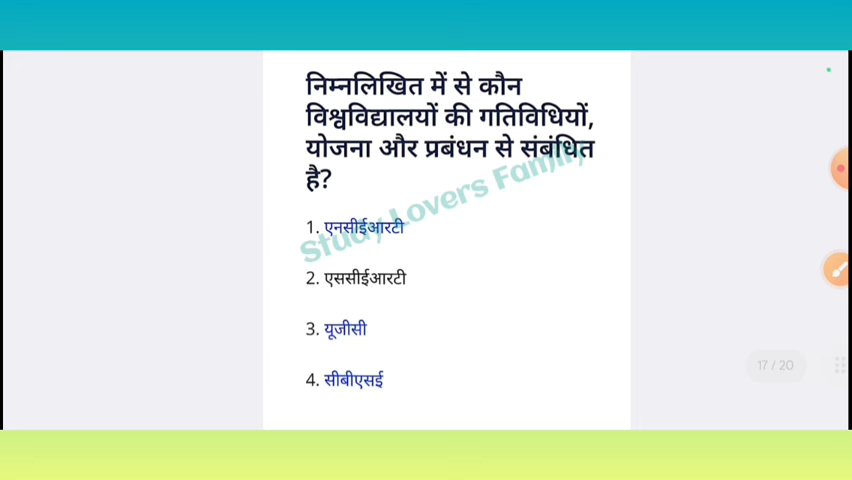 निम्नलिखित में से कौन
विश्वविद्यालयों की गतिविधियों,
योजना और प्रबंधन से संबंधित
है?
Study Lovers Family
1. एनसीईआरटी
2. एससीईआरटी
3. यूजीसी
4. सीबीएसई
17 / 20